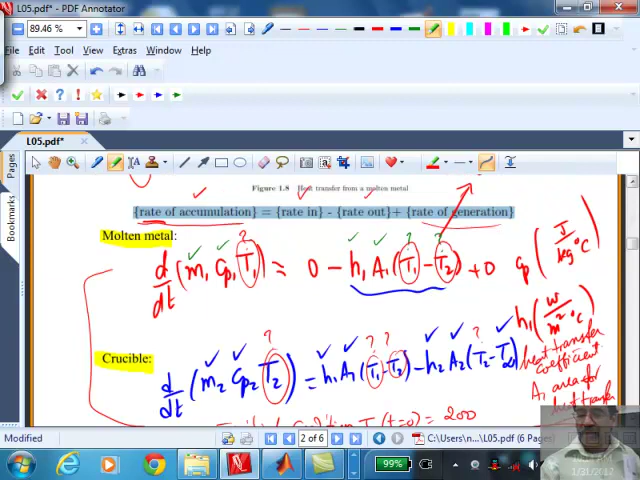 L05.pdf* - PDF Annotator
89.46 %
File Edit Tool View Extras Window Help
L05.pdf*
Pages
Bookmarks
Figure 1.8 Heat transfer from a molten metal
{rate of accumulation} = {rate in} - {rate out}+ {rate of generation}
Molten metal:
d/dt (m₁ Cp₁ T₁) = 0 - h₁ A₁ (T₁ - T₂) + 0
? ? ?
Cp (J/kg°C)
h₁ (W/m²°C)
heat transfer
coefficient
A₁ area for
heat transfer
Crucible:
? ? ? ?
d/dt (m₂ Cp₂ T₂) = h₁ A₁ (T₁ - T₂) - h₂ A₂ (T₂ - T∞)
(t=0) = 200
Modified
2 of 6
C:\Users\n...\L05.pdf (6 Pages)
99%
1/31/2017